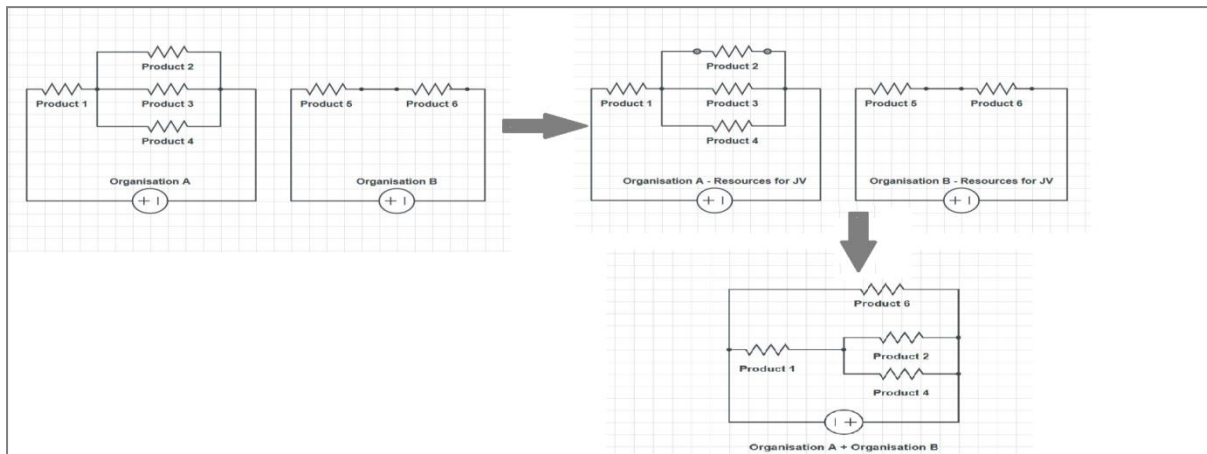 Product 2
Product 1
Product 3
Product 4
Organisation A
+ I
Product 5
Product 6
Organisation B
+ I
Product 2
Product 1
Product 3
Product 4
Organisation A - Resources for JV
+ I
Product 5
Product 6
Organisation B - Resources for JV
+ I
Product 6
Product 1
Product 2
Product 4
I +
Organisation A + Organisation B